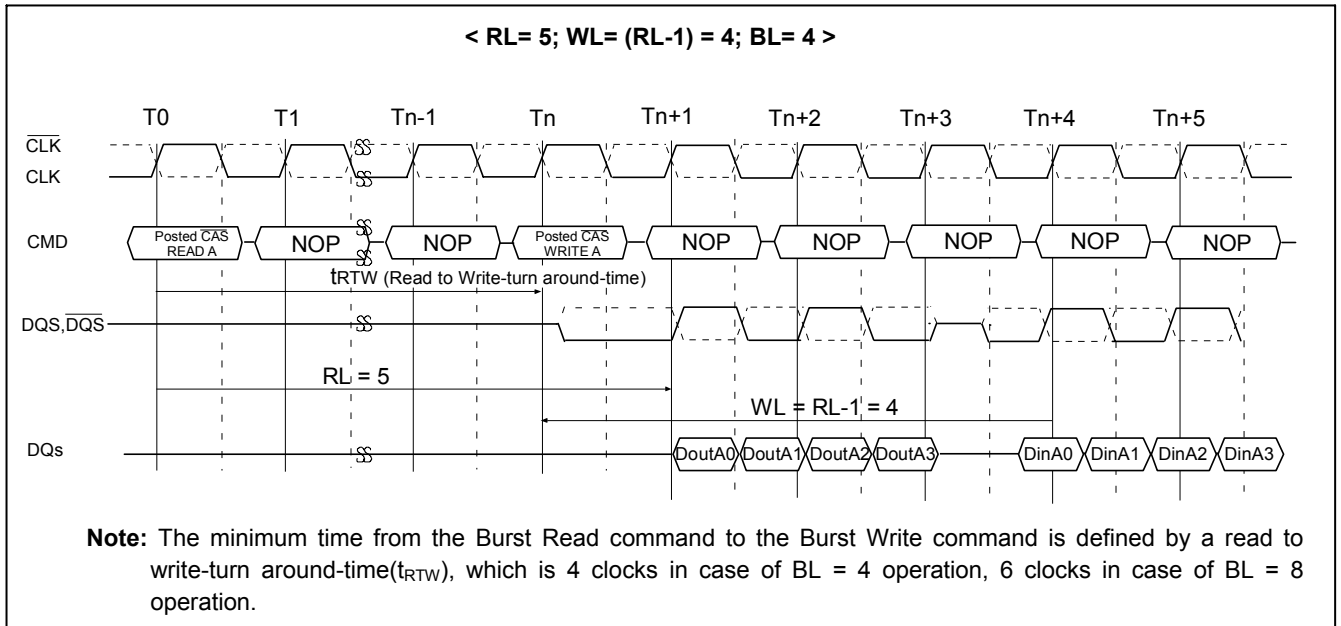 < RL= 5; WL= (RL-1) = 4; BL= 4 >
T0 T1 Tn-1 Tn Tn+1 Tn+2 Tn+3 Tn+4 Tn+5
CLK
CLK
CMD Posted CAS NOP NOP Posted CAS NOP NOP NOP NOP NOP
READ A WRITE A
tRTW (Read to Write-turn around-time)
DQS,DQS
RL = 5
WL = RL-1 = 4
DQs DoutA0 DoutA1 DoutA2 DoutA3 DinA0 DinA1 DinA2 DinA3
Note: The minimum time from the Burst Read command to the Burst Write command is defined by a read to
write-turn around-time(tRTW), which is 4 clocks in case of BL = 4 operation, 6 clocks in case of BL = 8
operation.